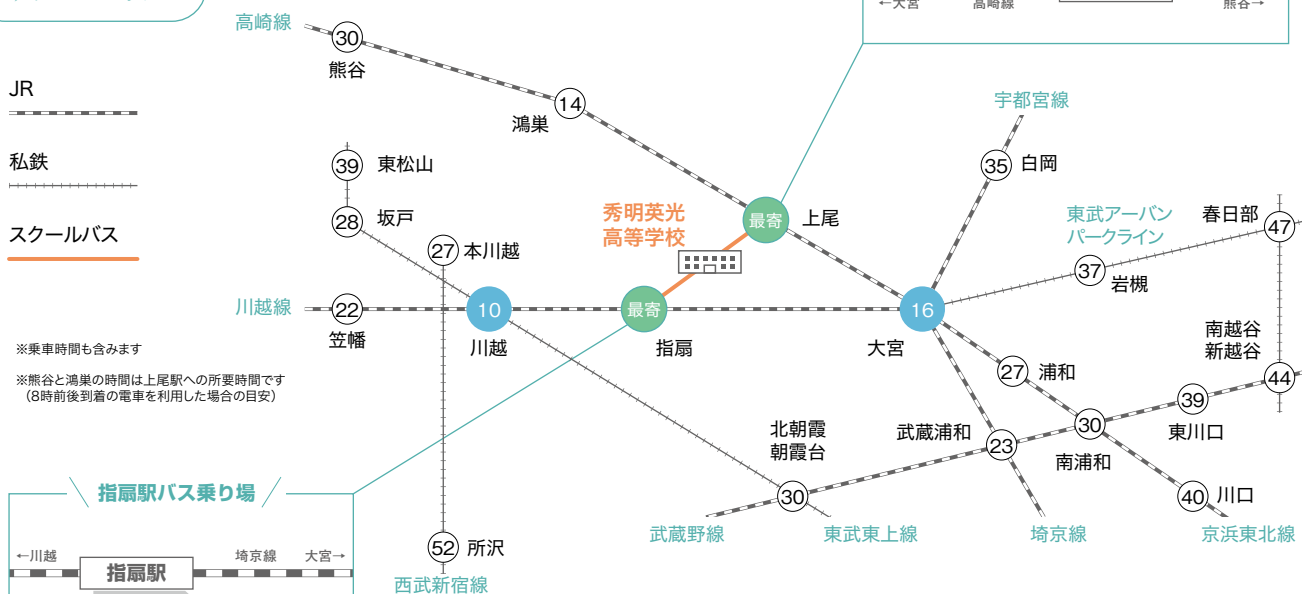 高崎線
←大宮
高崎線
熊谷→
30
熊谷
JR
14
鴻巣
宇都宮線
私鉄
39
東松山
35
白岡
スクールバス
28
坂戸
秀明英光
高等学校
最寄
上尾
東武アーバン
パークライン
春日部
47
27
本川越
37
岩槻
川越線
22
笠幡
10
川越
最寄
指扇
16
大宮
※乗車時間も含みます
※熊谷と鴻巣の時間は上尾駅への所要時間です
（8時前後到着の電車を利用した場合の目安）
南越谷
新越谷
44
27
浦和
39
東川口
北朝霞
朝霞台
30
武蔵浦和
23
30
南浦和
40
川口
武蔵野線
東武東上線
埼京線
京浜東北線
52
所沢
西武新宿線
指扇駅バス乗り場
←川越
埼京線
大宮→
指扇駅